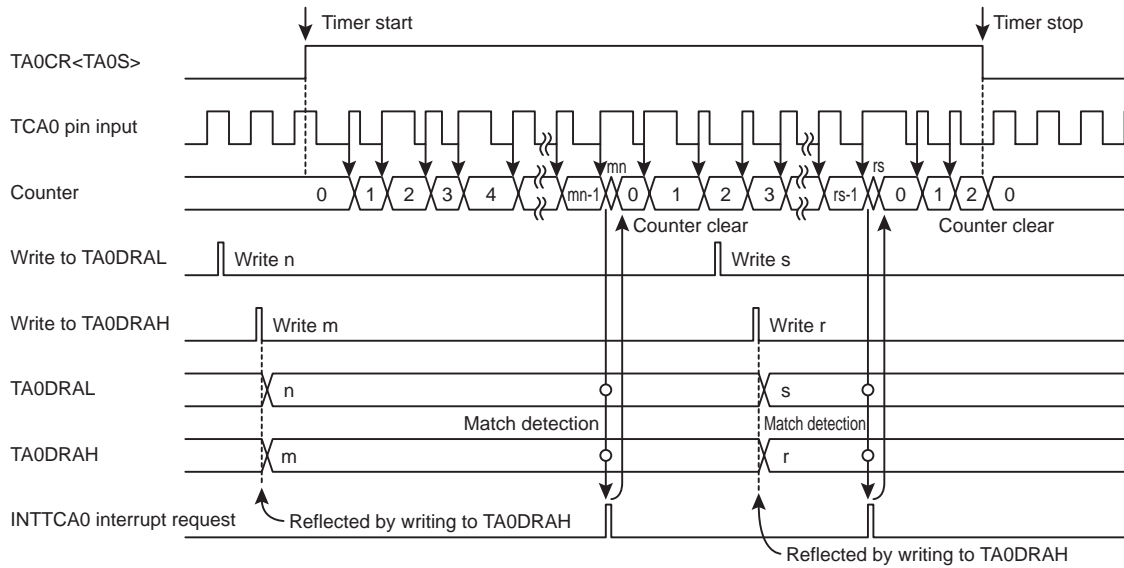 Timer start
Timer stop
TA0CR<TA0S>
TCA0 pin input
mn
rs
Counter
0 1 2 3 4 mn-1 0 1 2 3 rs-1 0 1 2 0
Counter clear
Counter clear
Write to TA0DRAL
Write n
Write s
Write to TA0DRAH
Write m
Write r
TA0DRAL
n
s
Match detection
Match detection
TA0DRAH
m
r
INTTCA0 interrupt request
Reflected by writing to TA0DRAH
Reflected by writing to TA0DRAH